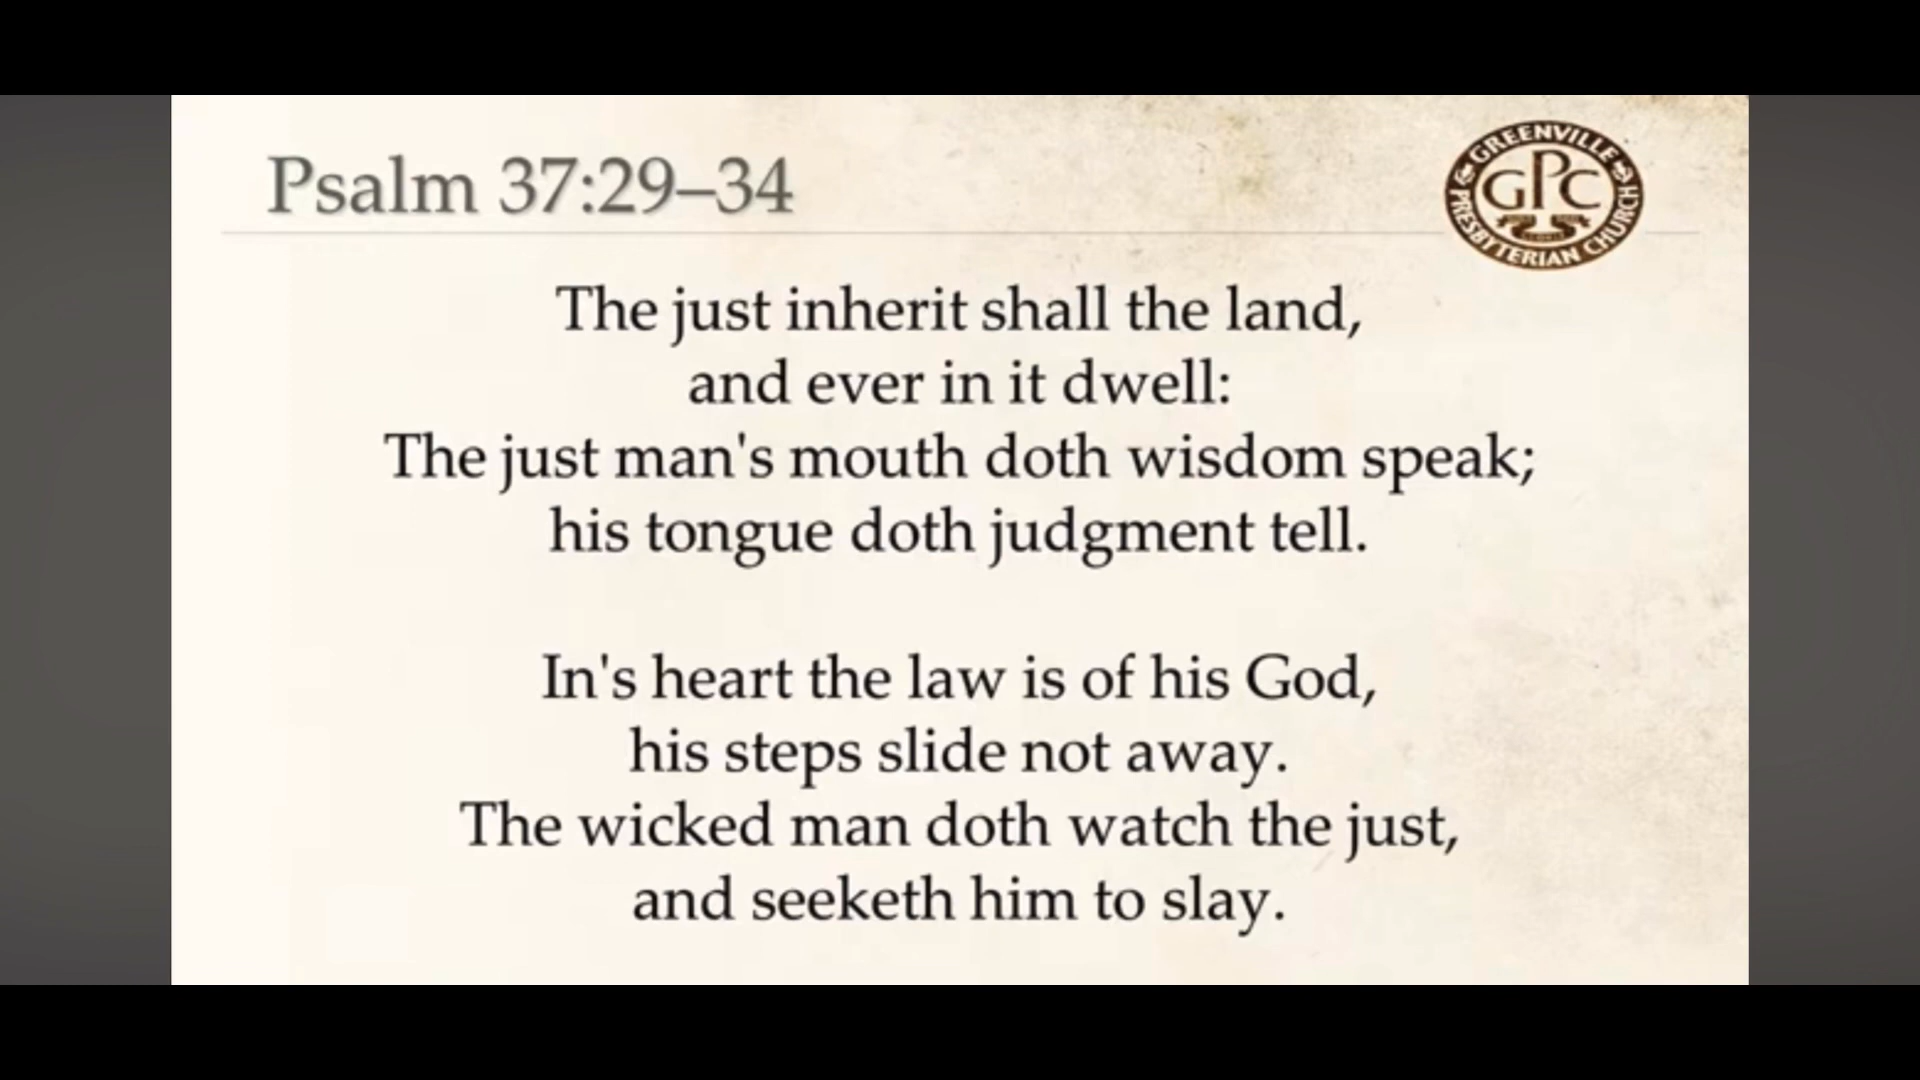 Psalm 37:29–34
GREENVILLE
GPC
PRESBYTERIAN CHURCH
The just inherit shall the land,
and ever in it dwell:
The just man's mouth doth wisdom speak;
his tongue doth judgment tell.
In's heart the law is of his God,
his steps slide not away.
The wicked man doth watch the just,
and seeketh him to slay.